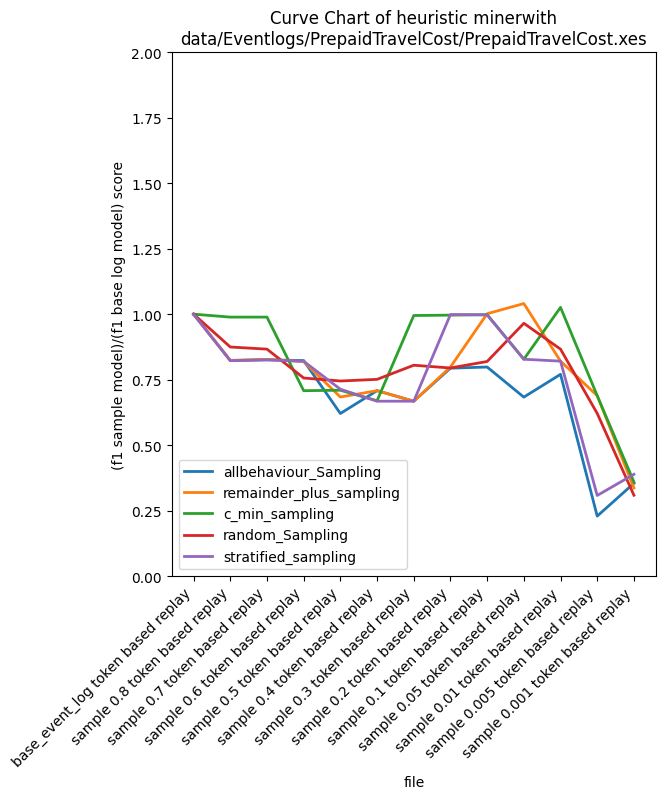 Curve Chart of heuristic minerwith
data/Eventlogs/PrepaidTravelCost/PrepaidTravelCost.xes
(f1 sample model)/(f1 base log model) score
2.00
1.75
1.50
1.25
1.00
0.75
0.50
0.25
0.00
allbehaviour_Sampling
remainder_plus_sampling
c_min_sampling
random_Sampling
stratified_sampling
base_event_log token based replay
sample 0.8 token based replay
sample 0.7 token based replay
sample 0.6 token based replay
sample 0.5 token based replay
sample 0.4 token based replay
sample 0.3 token based replay
sample 0.2 token based replay
sample 0.1 token based replay
sample 0.05 token based replay
sample 0.01 token based replay
sample 0.005 token based replay
sample 0.001 token based replay
file